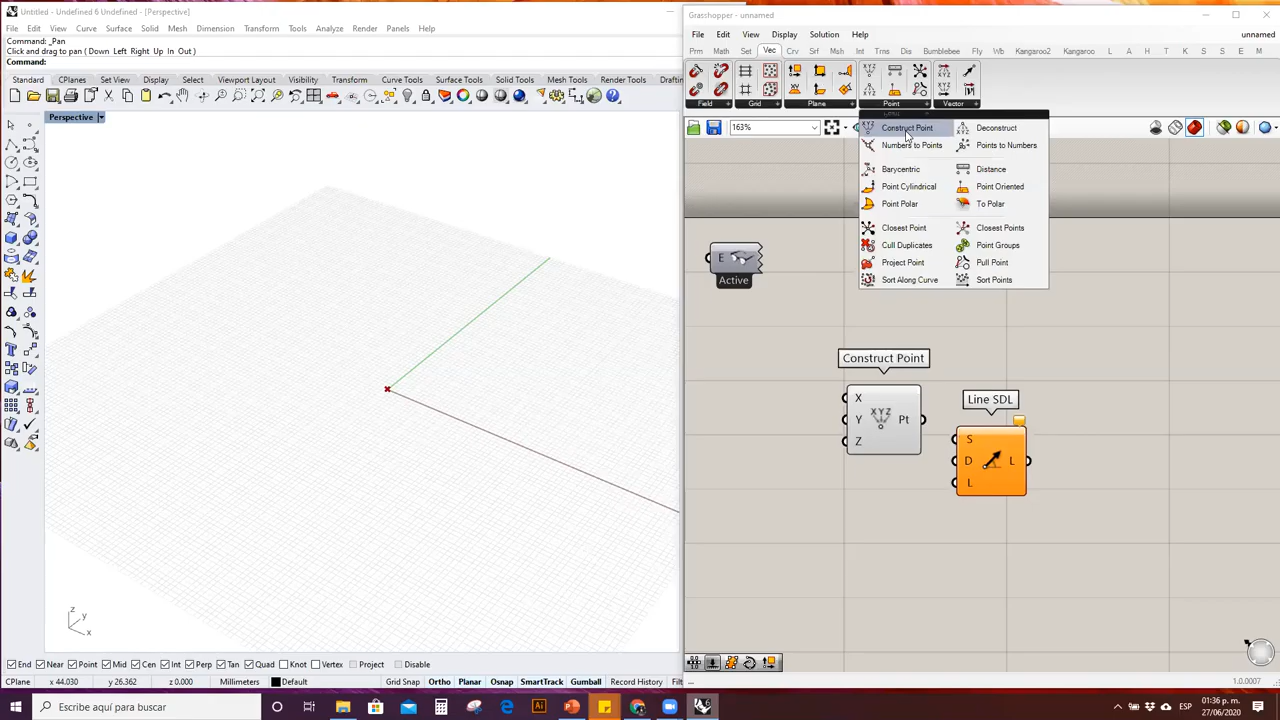 Untitled - Undefined 6 Undefined - [Perspective]
File Edit View Curve Surface Solid Mesh Dimension Transform Tools Analyze Render Panels Help
Command: _Pan
Click and drag to pan ( Down Left Right Up In Out )
Command:
Standard CPlanes Set View Display Select Viewport Layout Visibility Transform Curve Tools Surface Tools Solid Tools Mesh Tools Render Tools Draftin
Perspective
z
y
x
End Near Point Mid Cen Int Perp Tan Quad Knot Vertex Project Disable
CPlane x 44.030 y 26.362 z 0.000 Millimeters Default Grid Snap Ortho Planar Osnap SmartTrack Gumball Record History
Grasshopper - unnamed
File Edit View Display Solution Help unnamed
Prm Math Set Vec Crv Srf Msh Int Trns Dis Bumblebee Fly Wb Kangaroo2 Kangaroo L A H T K S S S E M
Field Grid Plane Point Vector
163%
Construct Point Deconstruct
Numbers to Points Points to Numbers
Barycentric Distance
Point Cylindrical Point Oriented
Point Polar To Polar
Closest Point Closest Points
Cull Duplicates Point Groups
Project Point Pull Point
Sort Along Curve Sort Points
E
Active
Construct Point
X
Y
Z
XYZ
Pt
Line SDL
S
D
L
L
...
1.0.0007
Escribe aquí para buscar
ESP
01:36 p. m.
27/06/2020